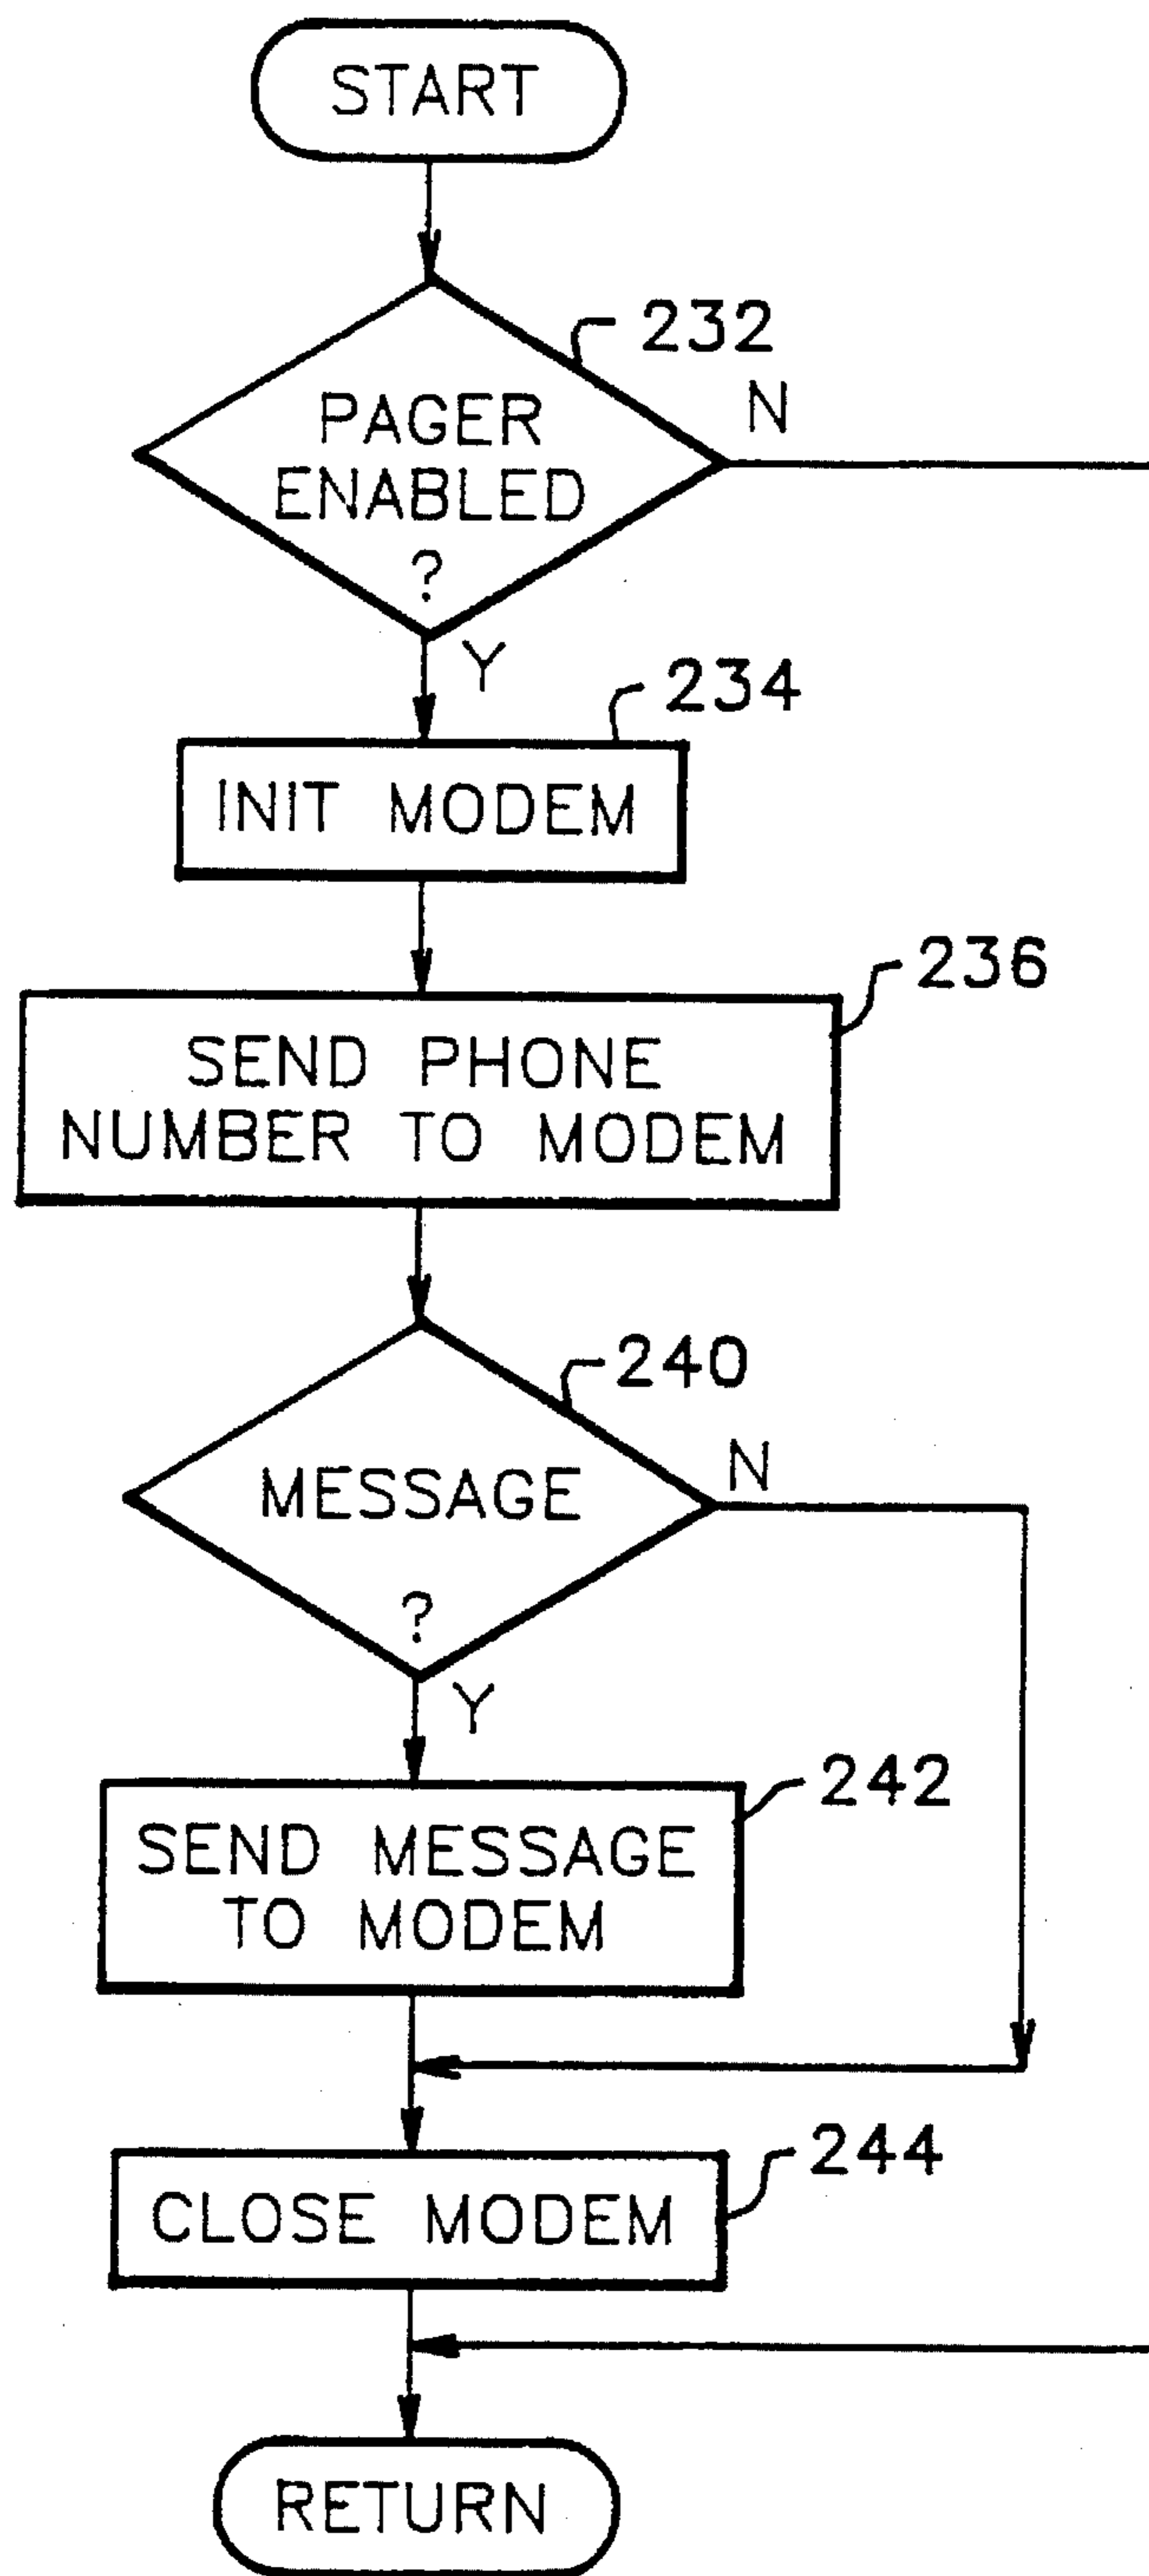 START
232
N
PAGER
ENABLED
?
Y
234
INIT MODEM
236
SEND PHONE
NUMBER TO MODEM
240
N
MESSAGE
?
Y
242
SEND MESSAGE
TO MODEM
244
CLOSE MODEM
RETURN